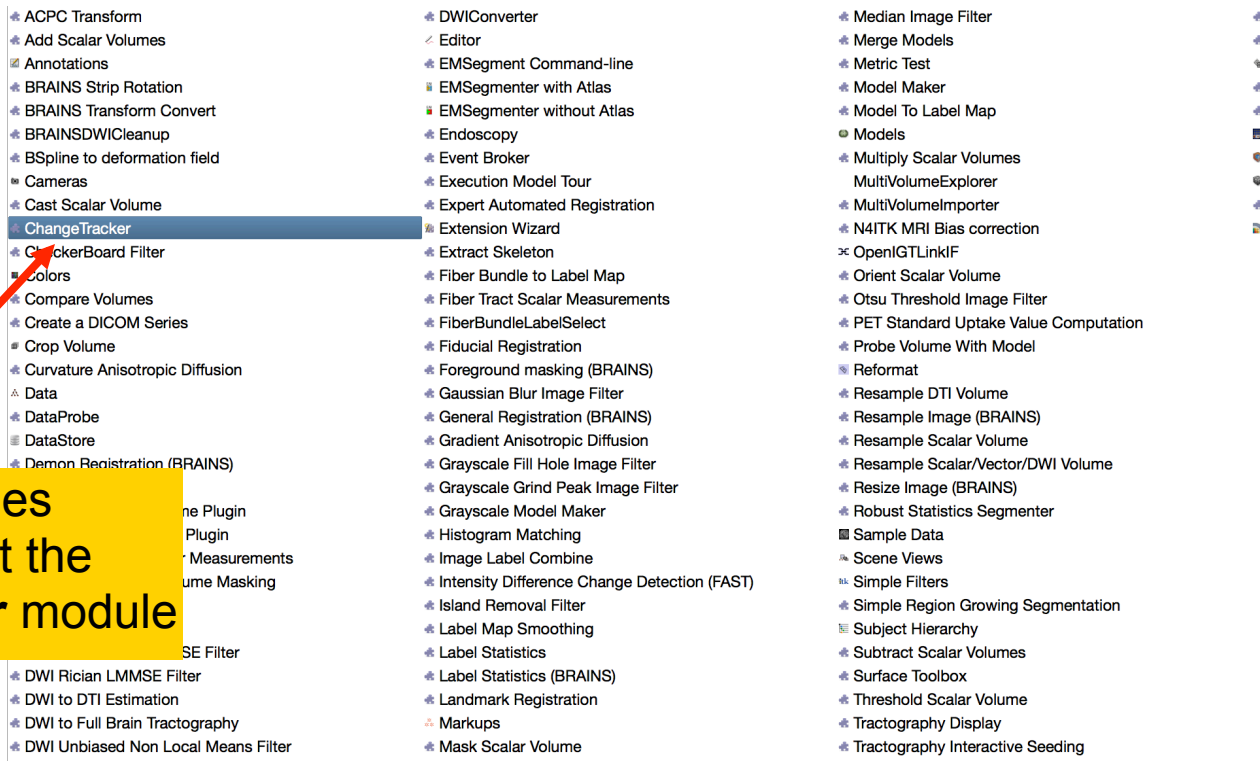 ACPC Transform
Add Scalar Volumes
Annotations
BRAINS Strip Rotation
BRAINS Transform Convert
BRAINSDWICleanup
BSpline to deformation field
Cameras
Cast Scalar Volume
ChangeTracker
CheckerBoard Filter
Colors
Compare Volumes
Create a DICOM Series
Crop Volume
Curvature Anisotropic Diffusion
Data
DataProbe
DataStore
Demon Registration (BRAINS)
es
t the
r module
ne Plugin
Plugin
r Measurements
ume Masking
SE Filter
DWI Rician LMMSE Filter
DWI to DTI Estimation
DWI to Full Brain Tractography
DWI Unbiased Non Local Means Filter
DWIConverter
Editor
EMSegment Command-line
EMSegmenter with Atlas
EMSegmenter without Atlas
Endoscopy
Event Broker
Execution Model Tour
Expert Automated Registration
Extension Wizard
Extract Skeleton
Fiber Bundle to Label Map
Fiber Tract Scalar Measurements
FiberBundleLabelSelect
Fiducial Registration
Foreground masking (BRAINS)
Gaussian Blur Image Filter
General Registration (BRAINS)
Gradient Anisotropic Diffusion
Grayscale Fill Hole Image Filter
Grayscale Grind Peak Image Filter
Grayscale Model Maker
Histogram Matching
Image Label Combine
Intensity Difference Change Detection (FAST)
Island Removal Filter
Label Map Smoothing
Label Statistics
Label Statistics (BRAINS)
Landmark Registration
Markups
Mask Scalar Volume
Median Image Filter
Merge Models
Metric Test
Model Maker
Model To Label Map
Models
Multiply Scalar Volumes
MultiVolumeExplorer
MultiVolumeImporter
N4ITK MRI Bias correction
OpenIGTLinkIF
Orient Scalar Volume
Otsu Threshold Image Filter
PET Standard Uptake Value Computation
Probe Volume With Model
Reformat
Resample DTI Volume
Resample Image (BRAINS)
Resample Scalar Volume
Resample Scalar/Vector/DWI Volume
Resize Image (BRAINS)
Robust Statistics Segmenter
Sample Data
Scene Views
Simple Filters
Simple Region Growing Segmentation
Subject Hierarchy
Subtract Scalar Volumes
Surface Toolbox
Threshold Scalar Volume
Tractography Display
Tractography Interactive Seeding